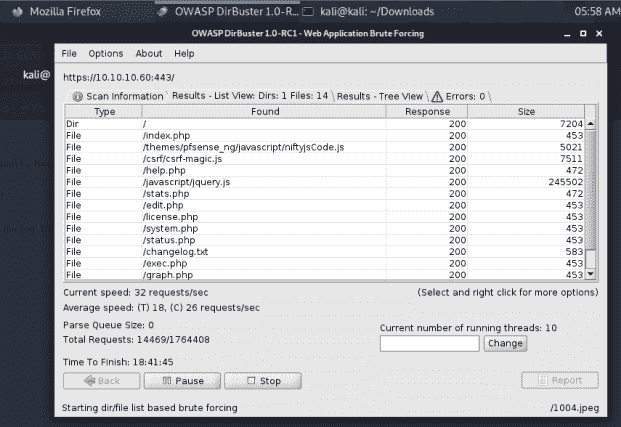 Mozilla Firefox
OWASP DirBuster 1.0-R...
kali@kali: ~/Downloads
05:58 AM
OWASP DirBuster 1.0-RC1 - Web Application Brute Forcing
File Options About Help
kali@
https://10.10.10.60:443/
Scan Information Results - List View: Dirs: 1 Files: 14 Results - Tree View Errors: 0
Type Found Response Size
Dir / 200 7204
File /index.php 200 453
File /themes/pfsense_ng/javascript/niftyjsCode.js 200 5021
File /csrf/csrf-magic.js 200 7511
File /help.php 200 472
File /javascript/jquery.js 200 245502
File /stats.php 200 472
File /edit.php 200 453
File /license.php 200 453
File /system.php 200 453
File /status.php 200 453
File /changelog.txt 200 583
File /exec.php 200 453
File /graph.php 200 453
Current speed: 32 requests/sec (Select and right click for more options)
Average speed: (T) 18, (C) 26 requests/sec
Parse Queue Size: 0
Current number of running threads: 10
Total Requests: 14469/1764408
Change
Time To Finish: 18:41:45
Back Pause Stop Report
Starting dir/file list based brute forcing /1004.jpeg